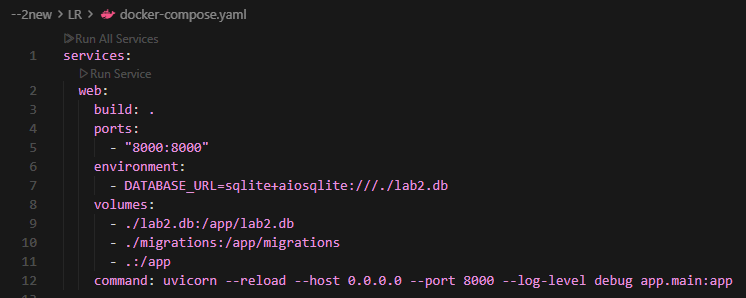 --2new > LR > docker-compose.yaml
Run All Services
1 services:
Run Service
2 web:
3 build: .
4 ports:
5 - "8000:8000"
6 environment:
7 - DATABASE_URL=sqlite+aiosqlite:///./lab2.db
8 volumes:
9 - ./lab2.db:/app/lab2.db
10 - ./migrations:/app/migrations
11 - .:/app
12 command: uvicorn --reload --host 0.0.0.0 --port 8000 --log-level debug app.main:app